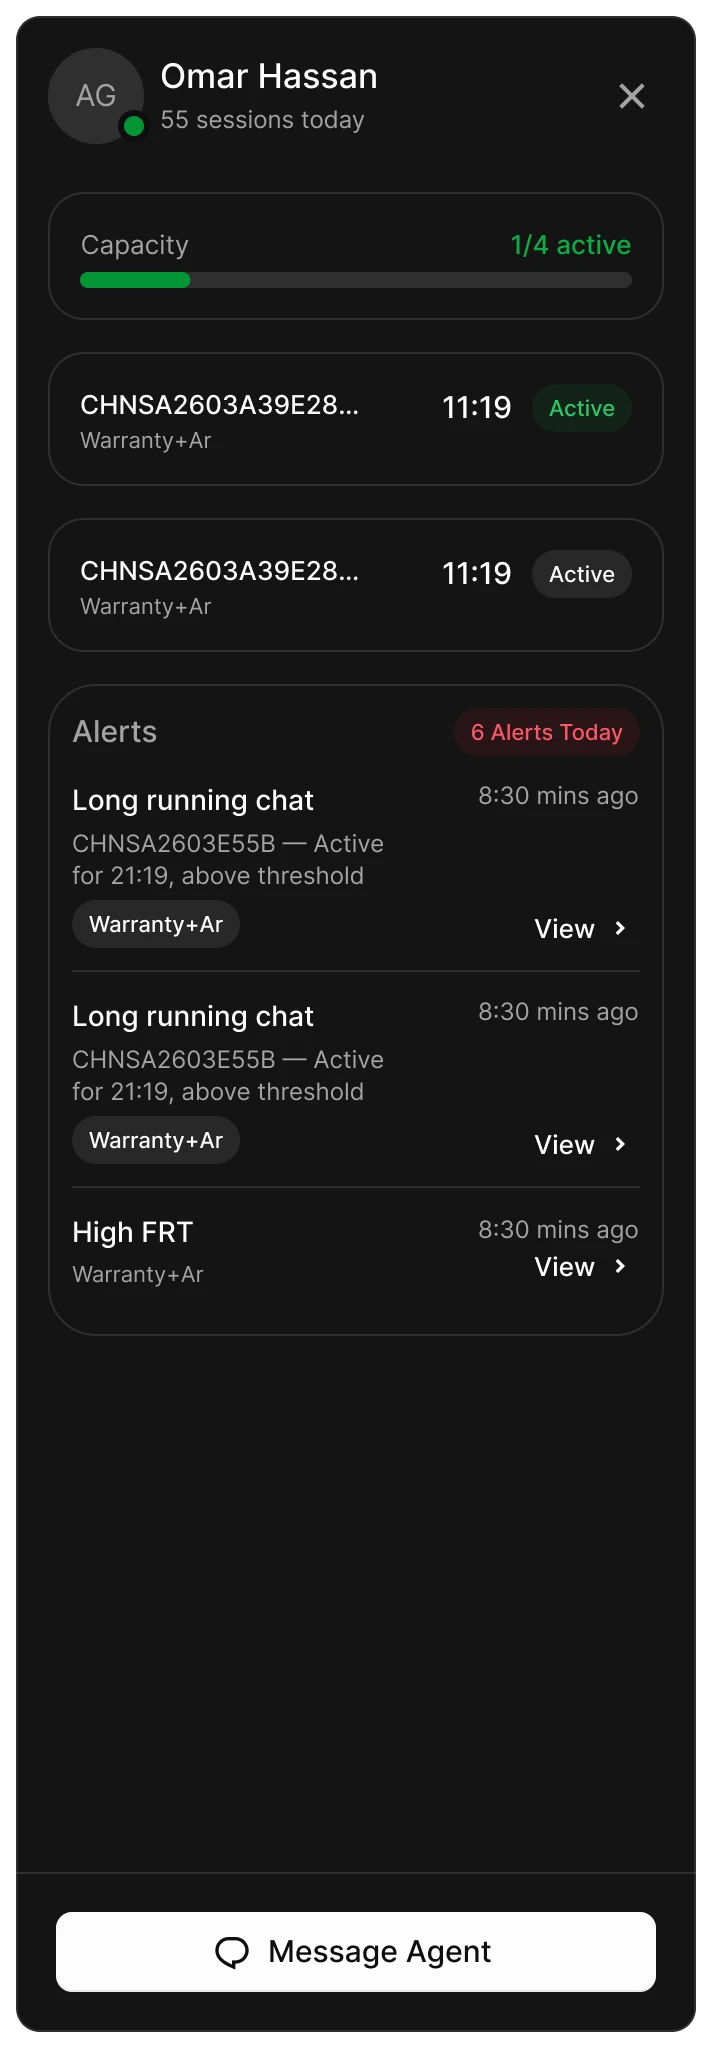 AG
Omar Hassan
55 sessions today
Capacity
1/4 active
CHNSA2603A39E28...
11:19
Active
Warranty+Ar
CHNSA2603A39E28...
11:19
Active
Warranty+Ar
Alerts
6 Alerts Today
Long running chat
8:30 mins ago
CHNSA2603E55B — Active
for 21:19, above threshold
Warranty+Ar
View
Long running chat
8:30 mins ago
CHNSA2603E55B — Active
for 21:19, above threshold
Warranty+Ar
View
High FRT
8:30 mins ago
Warranty+Ar
View
Message Agent